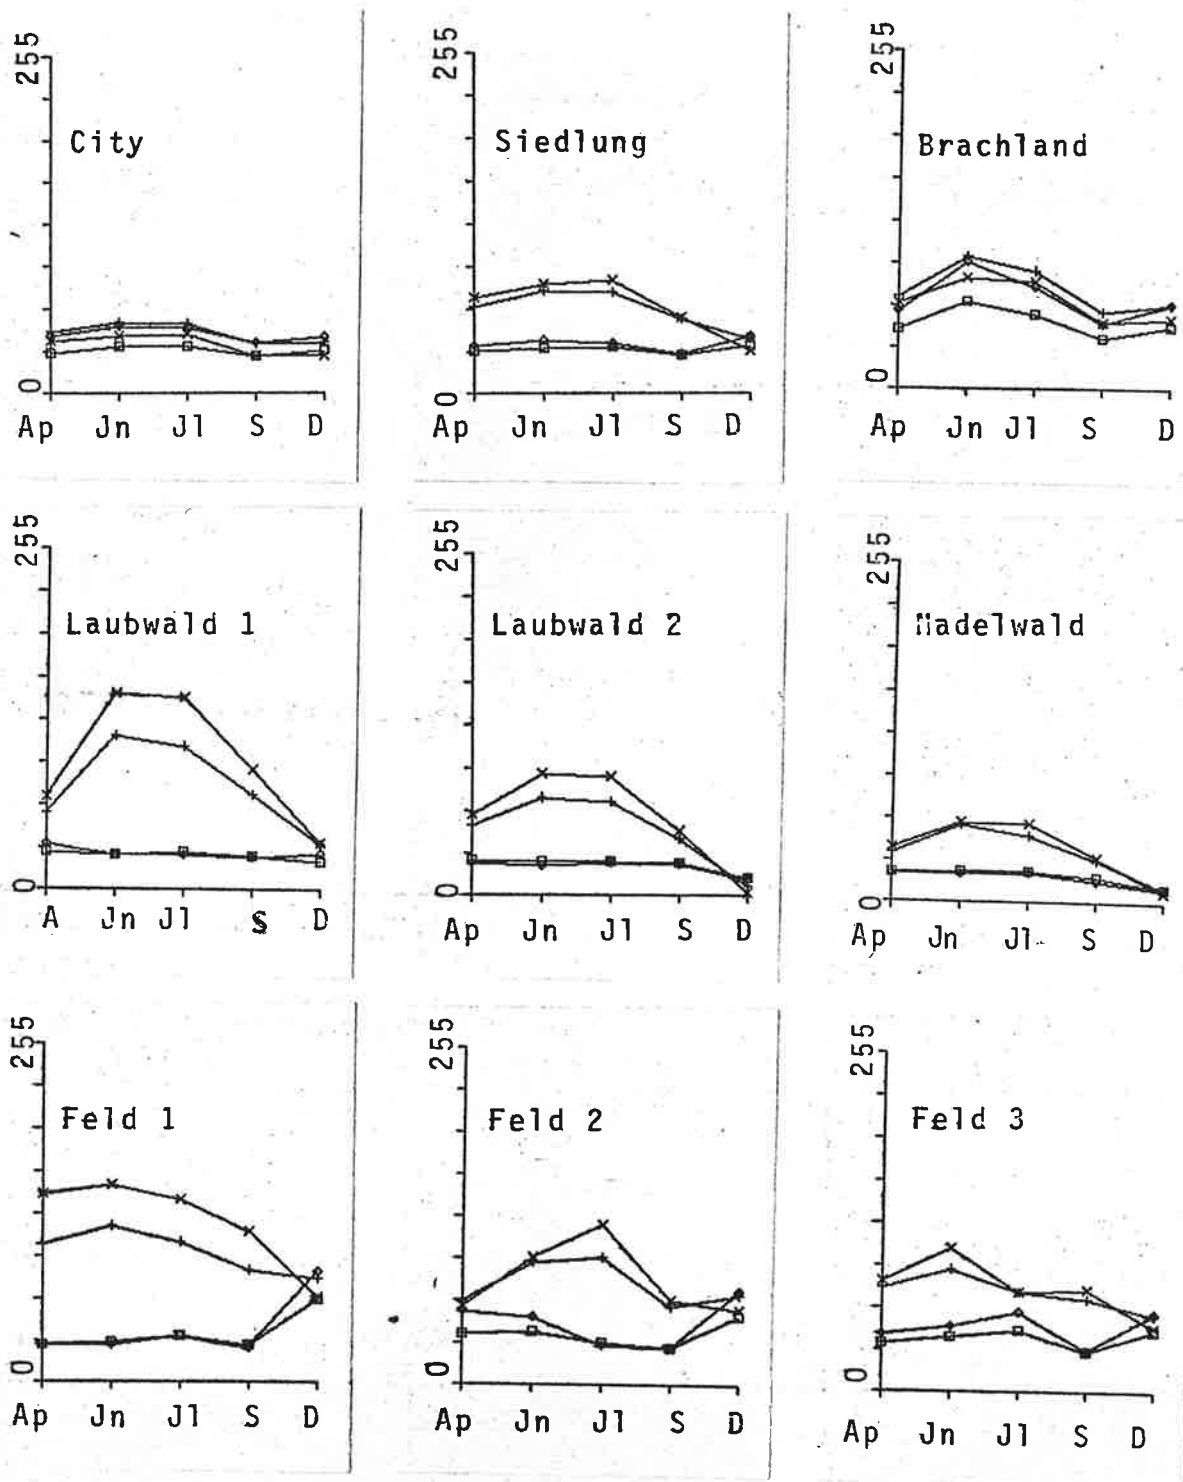 255
City
0
Ap Jn Jl S D
255
Siedlung
0
Ap Jn Jl S D
255
Brachland
0
Ap Jn Jl S D
255
Laubwald 1
0
A Jn Jl S D
255
Laubwald 2
0
Ap Jn Jl S D
255
Nadelwald
0
Ap Jn Jl S D
255
Feld 1
0
Ap Jn Jl S D
255
Feld 2
0
Ap Jn Jl S D
255
Feld 3
0
Ap Jn Jl S D